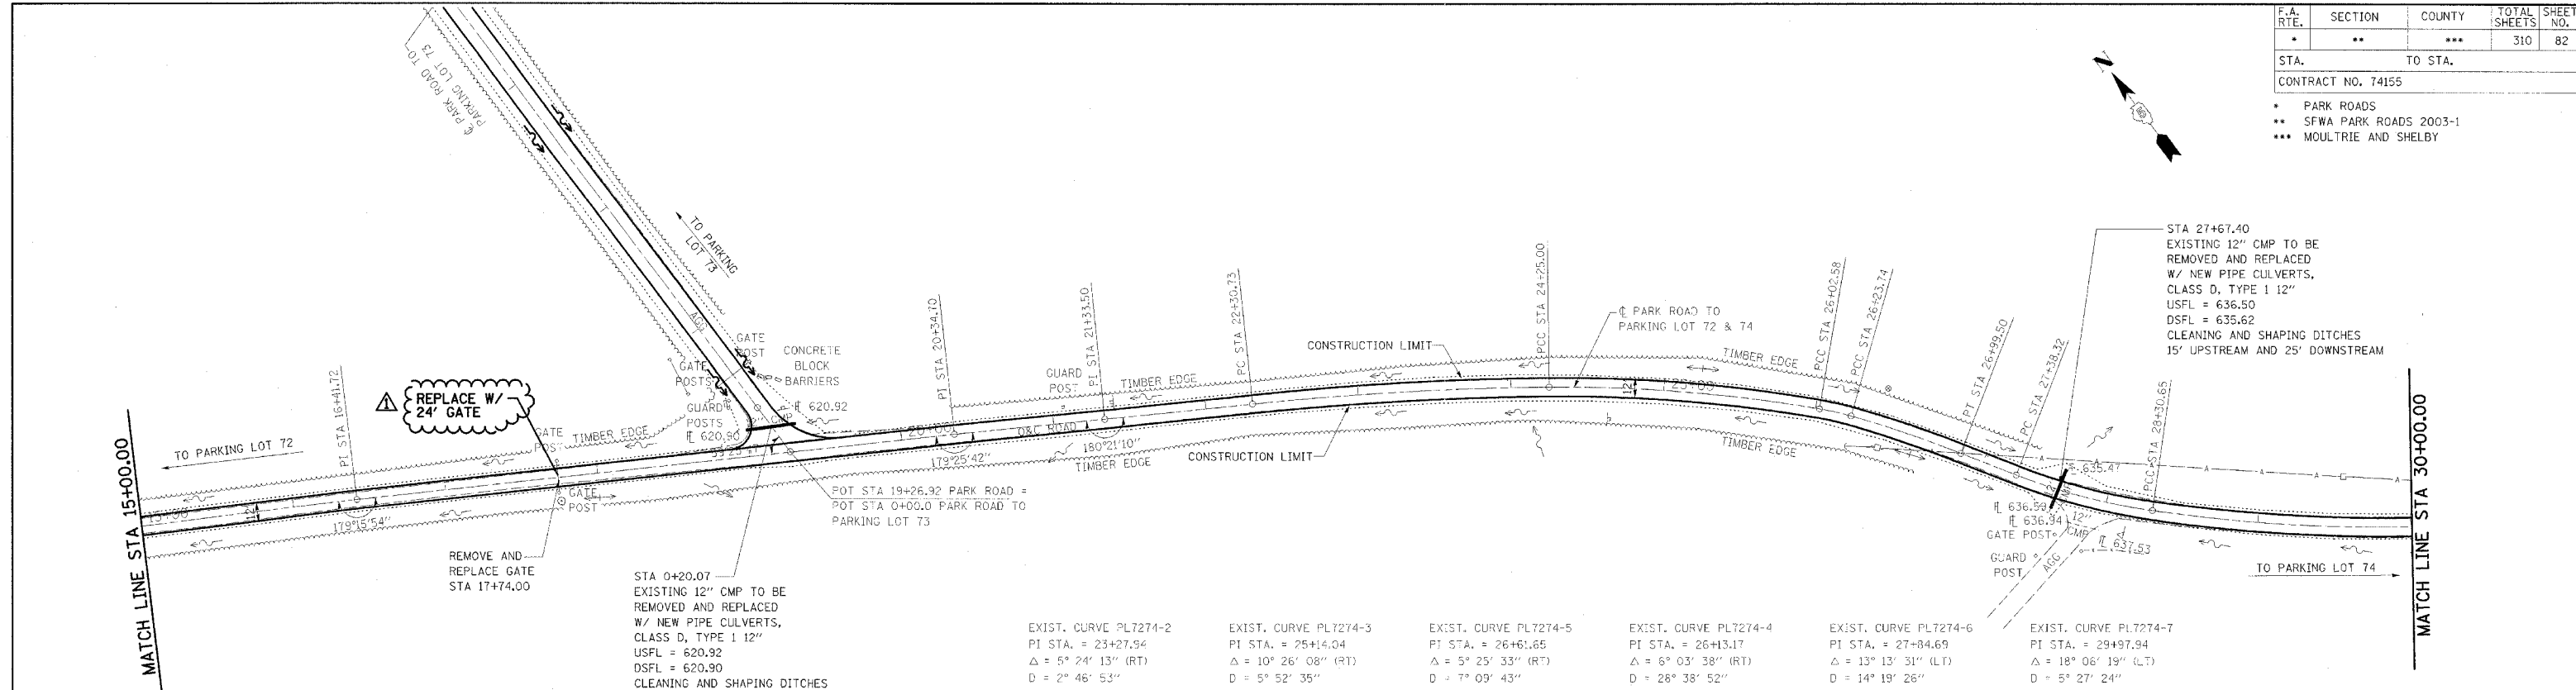 F.A. RTE. SECTION COUNTY TOTAL SHEETS SHEET NO.
* ** *** 310 82
STA. TO STA.
CONTRACT NO. 74155
* PARK ROADS
** SFWA PARK ROADS 2003-1
*** MOULTRIE AND SHELBY
N
℄ PARK ROAD TO
PARKING LOT 73
TO PARKING
LOT 73
AGG
GATE
POST
CONCRETE
BLOCK
BARRIERS
GATE
POSTS
GUARD
POSTS
FL 620.90
FL 620.92
1
REPLACE W/
24' GATE
GATE
POST
TIMBER EDGE
GATE
POST
TO PARKING LOT 72
MATCH LINE STA 15+00.00
12'
PI STA 16+41.72
179°15'54"
REMOVE AND
REPLACE GATE
STA 17+74.00
STA 0+20.07
EXISTING 12" CMP TO BE
REMOVED AND REPLACED
W/ NEW PIPE CULVERTS,
CLASS D, TYPE 1 12"
USFL = 620.92
DSFL = 620.90
CLEANING AND SHAPING DITCHES
POT STA 19+26.92 PARK ROAD =
POT STA 0+00.0 PARK ROAD TO
PARKING LOT 73
PI STA 20+34.70
179°25'42"
O&C ROAD
GUARD
POST
PI STA 21+33.50
180°21'10"
TIMBER EDGE
TIMBER EDGE
PC STA 22+30.73
CONSTRUCTION LIMIT
CONSTRUCTION LIMIT
PCC STA 24+25.00
℄ PARK ROAD TO
PARKING LOT 72 & 74
12'
TIMBER EDGE
TIMBER EDGE
PCC STA 26+02.58
PCC STA 26+23.74
PI STA 26+99.50
PC STA 27+38.32
PCC STA 28+30.65
STA 27+67.40
EXISTING 12" CMP TO BE
REMOVED AND REPLACED
W/ NEW PIPE CULVERTS,
CLASS D, TYPE 1 12"
USFL = 636.50
DSFL = 635.62
CLEANING AND SHAPING DITCHES
15' UPSTREAM AND 25' DOWNSTREAM
FL 635.47
FL 636.59
FL 636.94
12"
CMP
GATE POST
FL 637.53
GUARD
POST
AGG
TO PARKING LOT 74
MATCH LINE STA 30+00.00
EXIST. CURVE PL7274-2
PI STA. = 23+27.94
Δ = 5° 24' 13" (RT)
D = 2° 46' 53"
EXIST. CURVE PL7274-3
PI STA. = 25+14.04
Δ = 10° 26' 08" (RT)
D = 5° 52' 35"
EXIST. CURVE PL7274-5
PI STA. = 26+61.65
Δ = 5° 25' 33" (RT)
D = 7° 09' 43"
EXIST. CURVE PL7274-4
PI STA. = 26+13.17
Δ = 6° 03' 38" (RT)
D = 28° 38' 52"
EXIST. CURVE PL7274-6
PI STA. = 27+84.69
Δ = 13° 13' 31" (LT)
D = 14° 19' 26"
EXIST. CURVE PL7274-7
PI STA. = 29+97.94
Δ = 18° 06' 19" (LT)
D = 5° 27' 24"